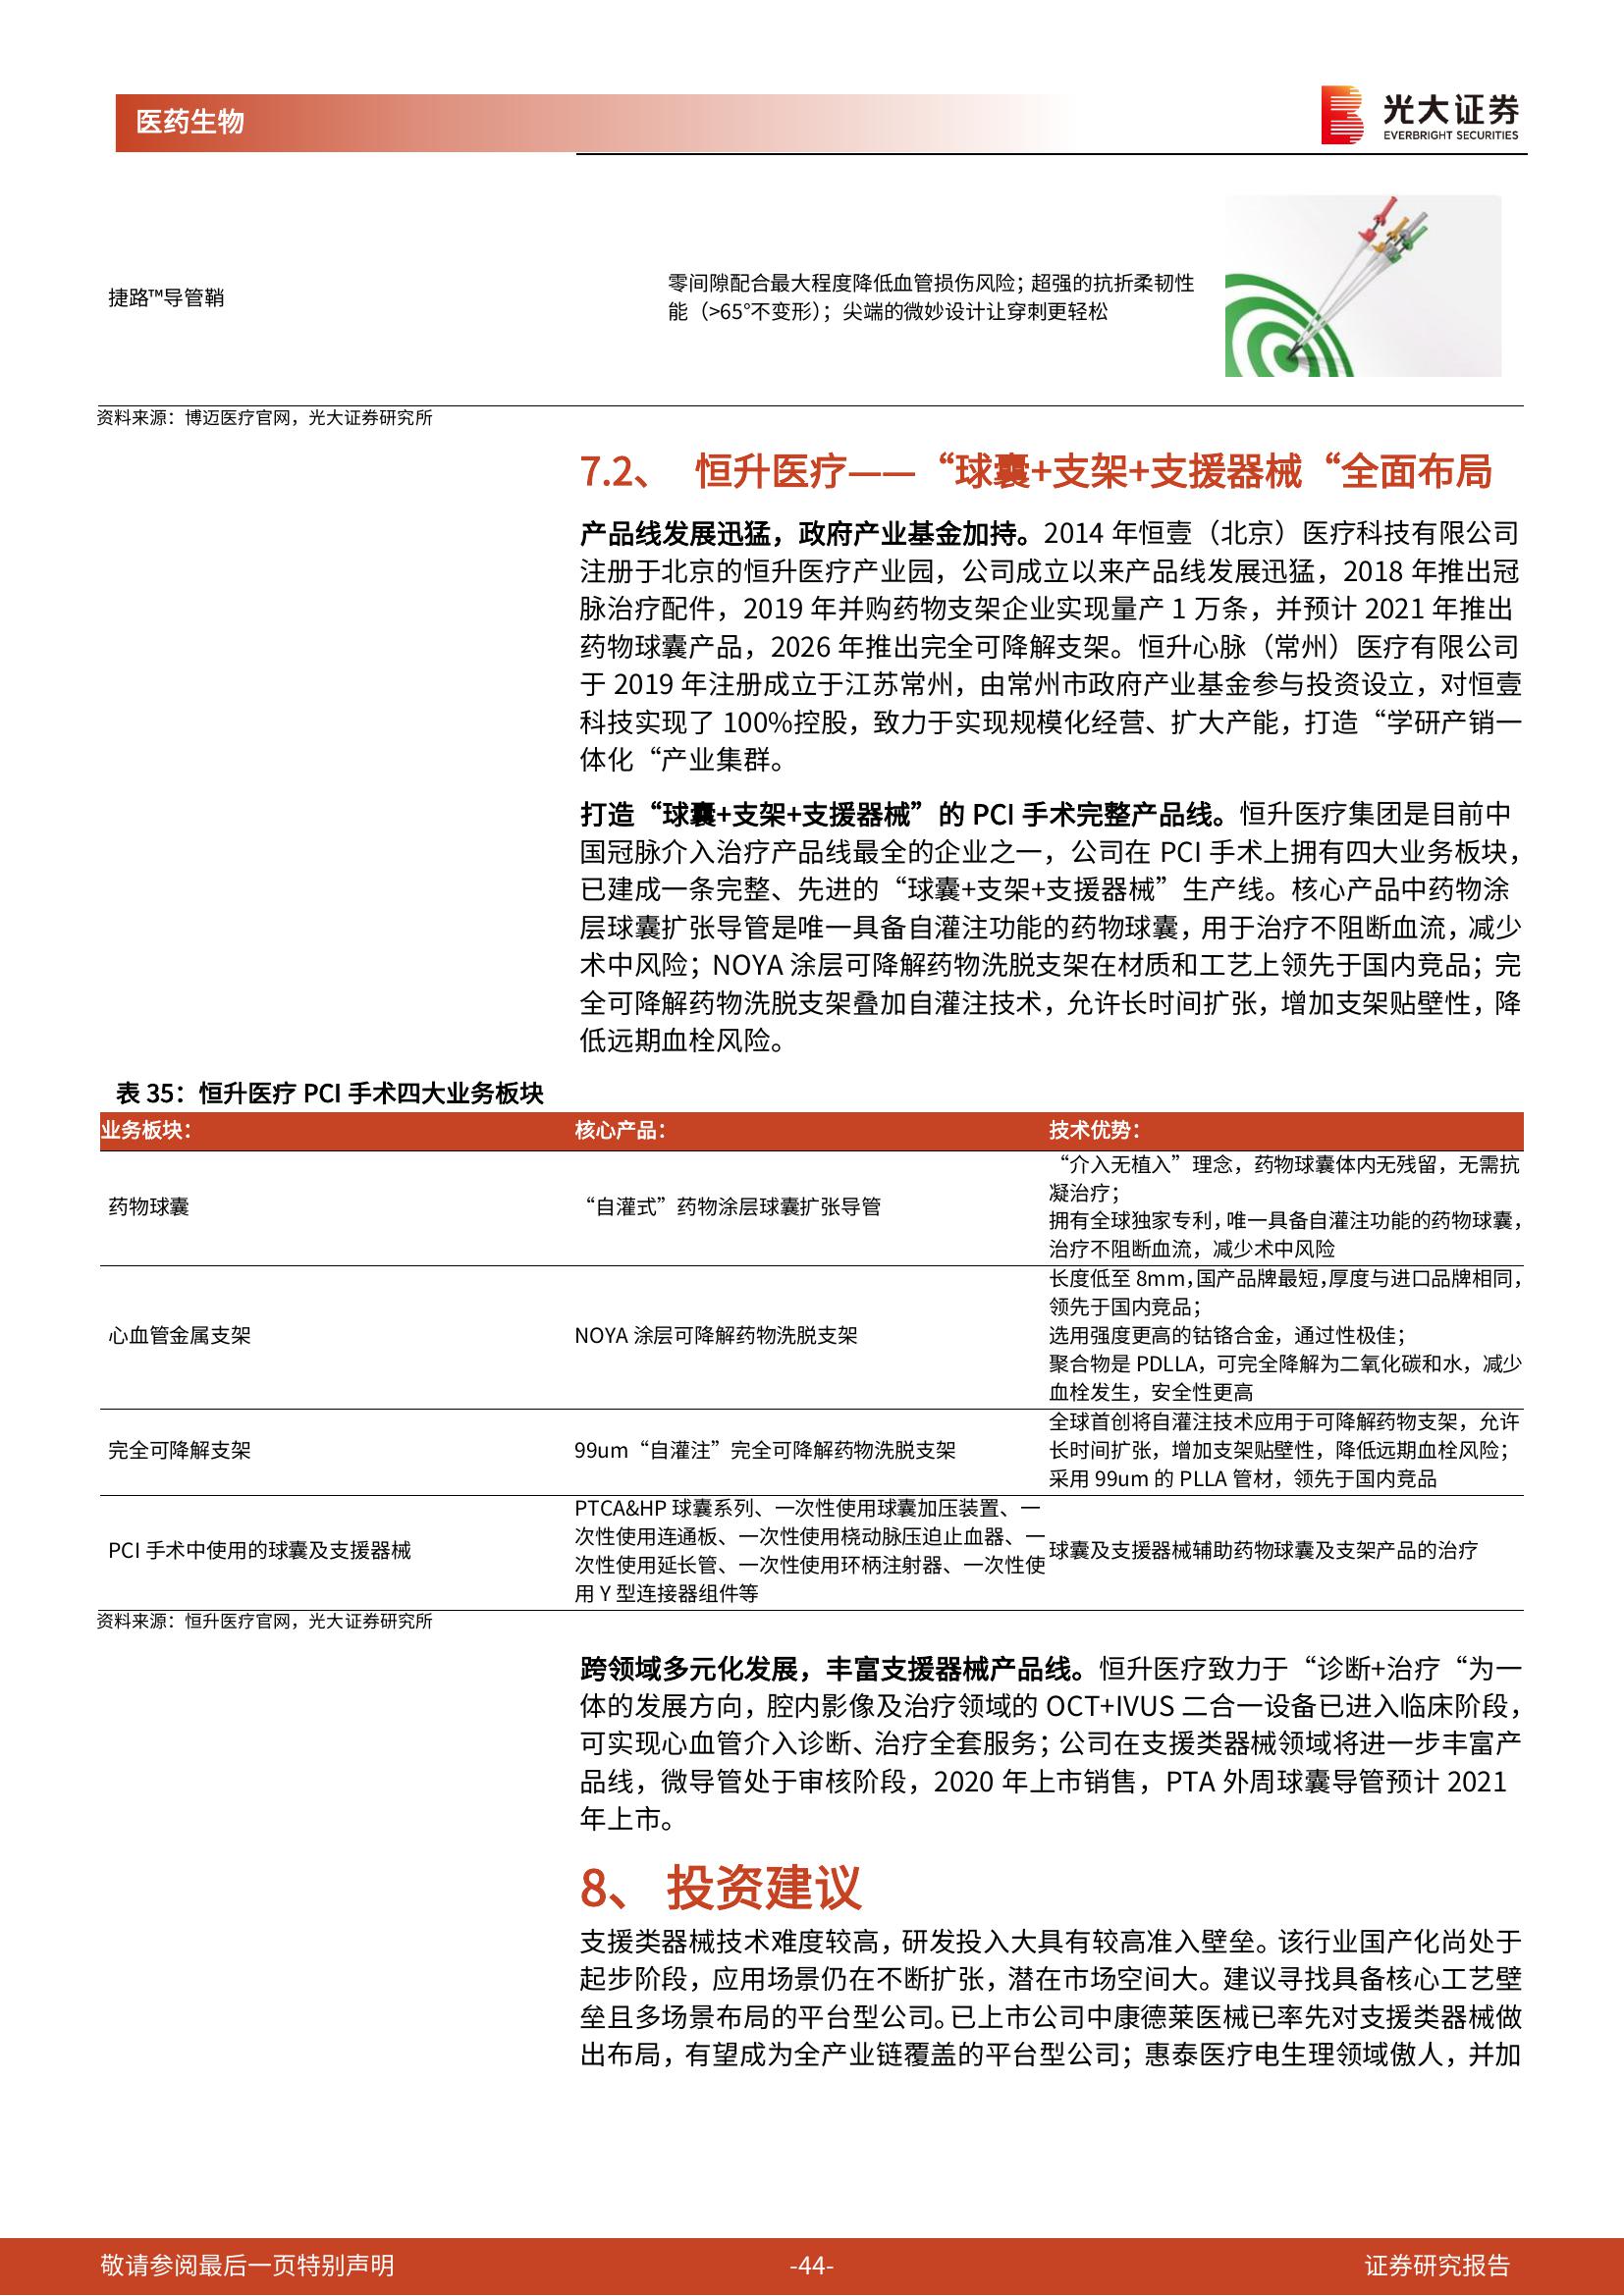 医药生物
光大证券
EVERBRIGHT SECURITIES
捷路™导管鞘
零间隙配合最大程度降低血管损伤风险；超强的抗折柔韧性
能（>65°不变形）；尖端的微妙设计让穿刺更轻松
资料来源：博迈医疗官网，光大证券研究所
7.2、 恒升医疗——“球囊+支架+支援器械“全面布局
产品线发展迅猛，政府产业基金加持。2014 年恒壹（北京）医疗科技有限公司
注册于北京的恒升医疗产业园，公司成立以来产品线发展迅猛，2018 年推出冠
脉治疗配件，2019 年并购药物支架企业实现量产 1 万条，并预计 2021 年推出
药物球囊产品，2026 年推出完全可降解支架。恒升心脉（常州）医疗有限公司
于 2019 年注册成立于江苏常州，由常州市政府产业基金参与投资设立，对恒壹
科技实现了 100%控股，致力于实现规模化经营、扩大产能，打造“学研产销一
体化“产业集群。
打造“球囊+支架+支援器械”的 PCI 手术完整产品线。恒升医疗集团是目前中
国冠脉介入治疗产品线最全的企业之一，公司在 PCI 手术上拥有四大业务板块，
已建成一条完整、先进的“球囊+支架+支援器械”生产线。核心产品中药物涂
层球囊扩张导管是唯一具备自灌注功能的药物球囊，用于治疗不阻断血流，减少
术中风险；NOYA 涂层可降解药物洗脱支架在材质和工艺上领先于国内竞品；完
全可降解药物洗脱支架叠加自灌注技术，允许长时间扩张，增加支架贴壁性，降
低远期血栓风险。
表 35：恒升医疗 PCI 手术四大业务板块
业务板块：
核心产品：
技术优势：
药物球囊
“自灌式”药物涂层球囊扩张导管
“介入无植入”理念，药物球囊体内无残留，无需抗
凝治疗；
拥有全球独家专利，唯一具备自灌注功能的药物球囊，
治疗不阻断血流，减少术中风险
心血管金属支架
NOYA 涂层可降解药物洗脱支架
长度低至 8mm，国产品牌最短，厚度与进口品牌相同，
领先于国内竞品；
选用强度更高的钴铬合金，通过性极佳；
聚合物是 PDLLA，可完全降解为二氧化碳和水，减少
血栓发生，安全性更高
完全可降解支架
99um“自灌注”完全可降解药物洗脱支架
全球首创将自灌注技术应用于可降解药物支架，允许
长时间扩张，增加支架贴壁性，降低远期血栓风险；
采用 99um 的 PLLA 管材，领先于国内竞品
PCI 手术中使用的球囊及支援器械
PTCA&HP 球囊系列、一次性使用球囊加压装置、一
次性使用连通板、一次性使用桡动脉压迫止血器、一
次性使用延长管、一次性使用环柄注射器、一次性使
用 Y 型连接器组件等
球囊及支援器械辅助药物球囊及支架产品的治疗
资料来源：恒升医疗官网，光大证券研究所
跨领域多元化发展，丰富支援器械产品线。恒升医疗致力于“诊断+治疗“为一
体的发展方向，腔内影像及治疗领域的 OCT+IVUS 二合一设备已进入临床阶段，
可实现心血管介入诊断、治疗全套服务；公司在支援类器械领域将进一步丰富产
品线，微导管处于审核阶段，2020 年上市销售，PTA 外周球囊导管预计 2021
年上市。
8、 投资建议
支援类器械技术难度较高，研发投入大具有较高准入壁垒。该行业国产化尚处于
起步阶段，应用场景仍在不断扩张，潜在市场空间大。建议寻找具备核心工艺壁
垒且多场景布局的平台型公司。已上市公司中康德莱医械已率先对支援类器械做
出布局，有望成为全产业链覆盖的平台型公司；惠泰医疗电生理领域傲人，并加
敬请参阅最后一页特别声明
-44-
证券研究报告